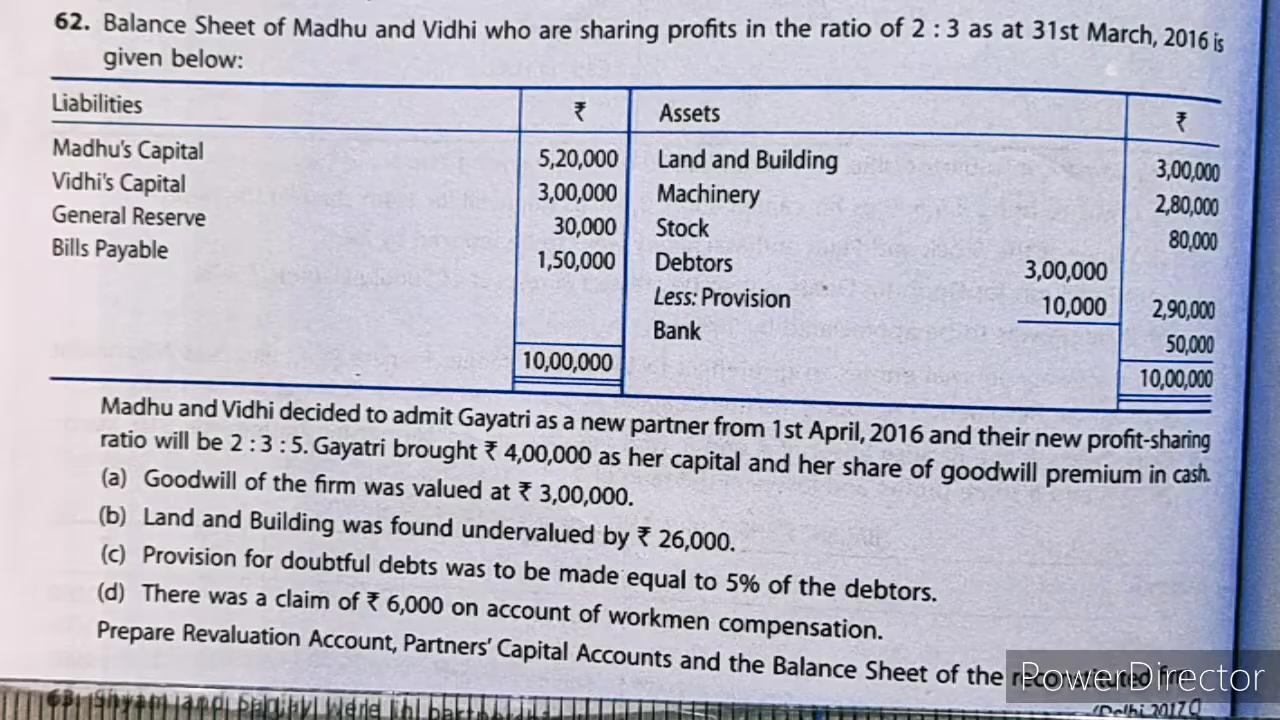 62. Balance Sheet of Madhu and Vidhi who are sharing profits in the ratio of 2 : 3 as at 31st March, 2016 is
given below:
Liabilities ₹ Assets ₹
Madhu's Capital 5,20,000 Land and Building 3,00,000
Vidhi's Capital 3,00,000 Machinery 2,80,000
General Reserve 30,000 Stock 80,000
Bills Payable 1,50,000 Debtors 3,00,000
Less: Provision 10,000 2,90,000
Bank 50,000
10,00,000 10,00,000
Madhu and Vidhi decided to admit Gayatri as a new partner from 1st April, 2016 and their new profit-sharing
ratio will be 2 : 3 : 5. Gayatri brought ₹ 4,00,000 as her capital and her share of goodwill premium in cash.
(a) Goodwill of the firm was valued at ₹ 3,00,000.
(b) Land and Building was found undervalued by ₹ 26,000.
(c) Provision for doubtful debts was to be made equal to 5% of the debtors.
(d) There was a claim of ₹ 6,000 on account of workmen compensation.
Prepare Revaluation Account, Partners' Capital Accounts and the Balance Sheet of the
PowerDirector
63. Shyam and were in